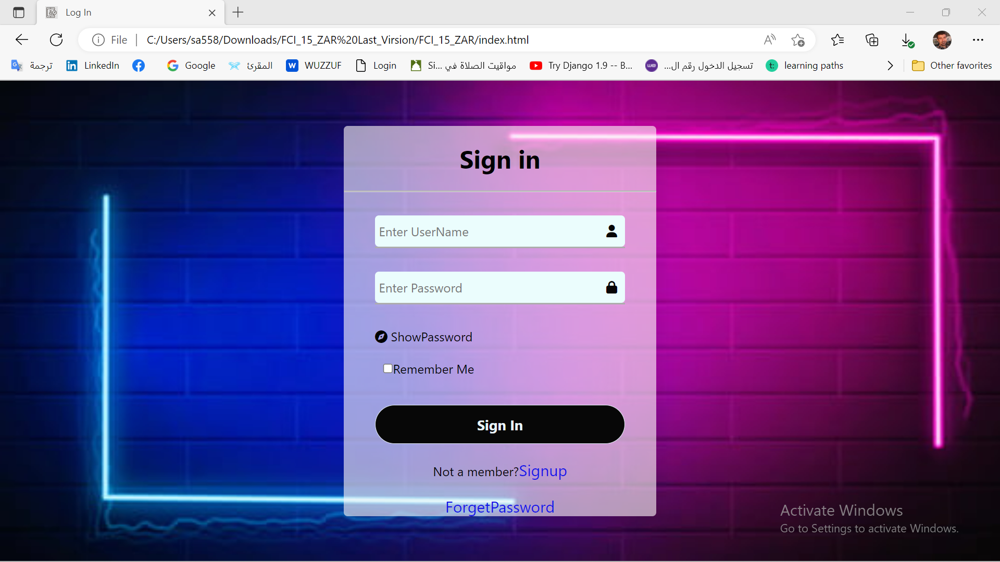 Log In
File
C:/Users/sa558/Downloads/FCI_15_ZAR%20Last_Virsion/FCI_15_ZAR/index.html
ترجمة
LinkedIn
Google
المقرئ
WUZZUF
Login
مواقيت الصلاة في Si...
Try Django 1.9 -- B...
تسجيل الدخول رقم ال...
learning paths
Other favorites
Sign in
Enter UserName
Enter Password
ShowPassword
Remember Me
Sign In
Not a member?Signup
ForgetPassword
Activate Windows
Go to Settings to activate Windows.